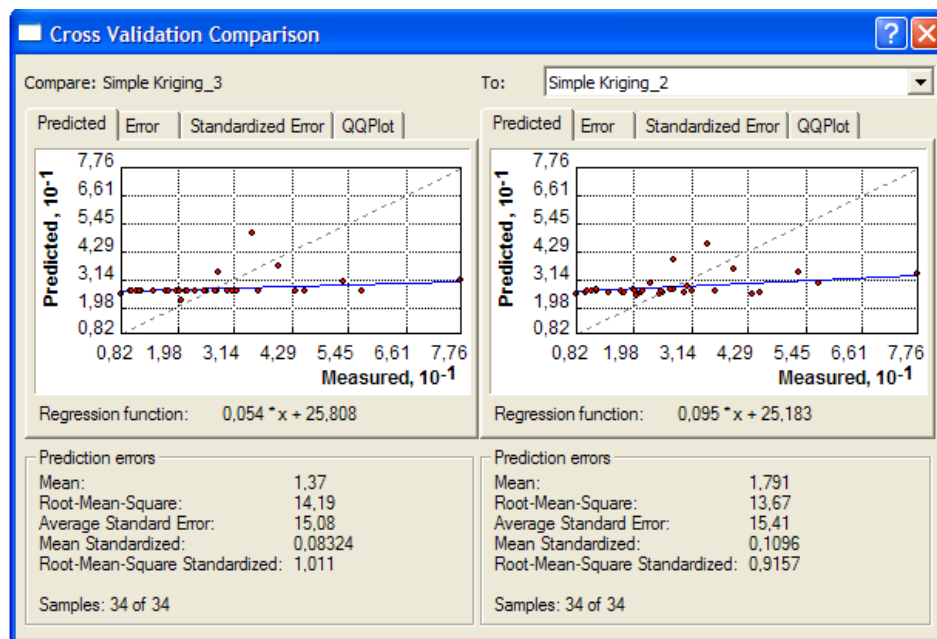 Cross Validation Comparison
Compare: Simple Kriging_3
To: Simple Kriging_2
Predicted Error Standardized Error QQPlot
Predicted, 10-1
7,76
6,61
5,45
4,29
3,14
1,98
0,82
0,82 1,98 3,14 4,29 5,45 6,61 7,76
Measured, 10-1
Regression function: 0,054 * x + 25,808
Predicted Error Standardized Error QQPlot
Predicted, 10-1
7,76
6,61
5,45
4,29
3,14
1,98
0,82
0,82 1,98 3,14 4,29 5,45 6,61 7,76
Measured, 10-1
Regression function: 0,095 * x + 25,183
Prediction errors
Mean: 1,37
Root-Mean-Square: 14,19
Average Standard Error: 15,08
Mean Standardized: 0,08324
Root-Mean-Square Standardized: 1,011
Samples: 34 of 34
Prediction errors
Mean: 1,791
Root-Mean-Square: 13,67
Average Standard Error: 15,41
Mean Standardized: 0,1096
Root-Mean-Square Standardized: 0,9157
Samples: 34 of 34